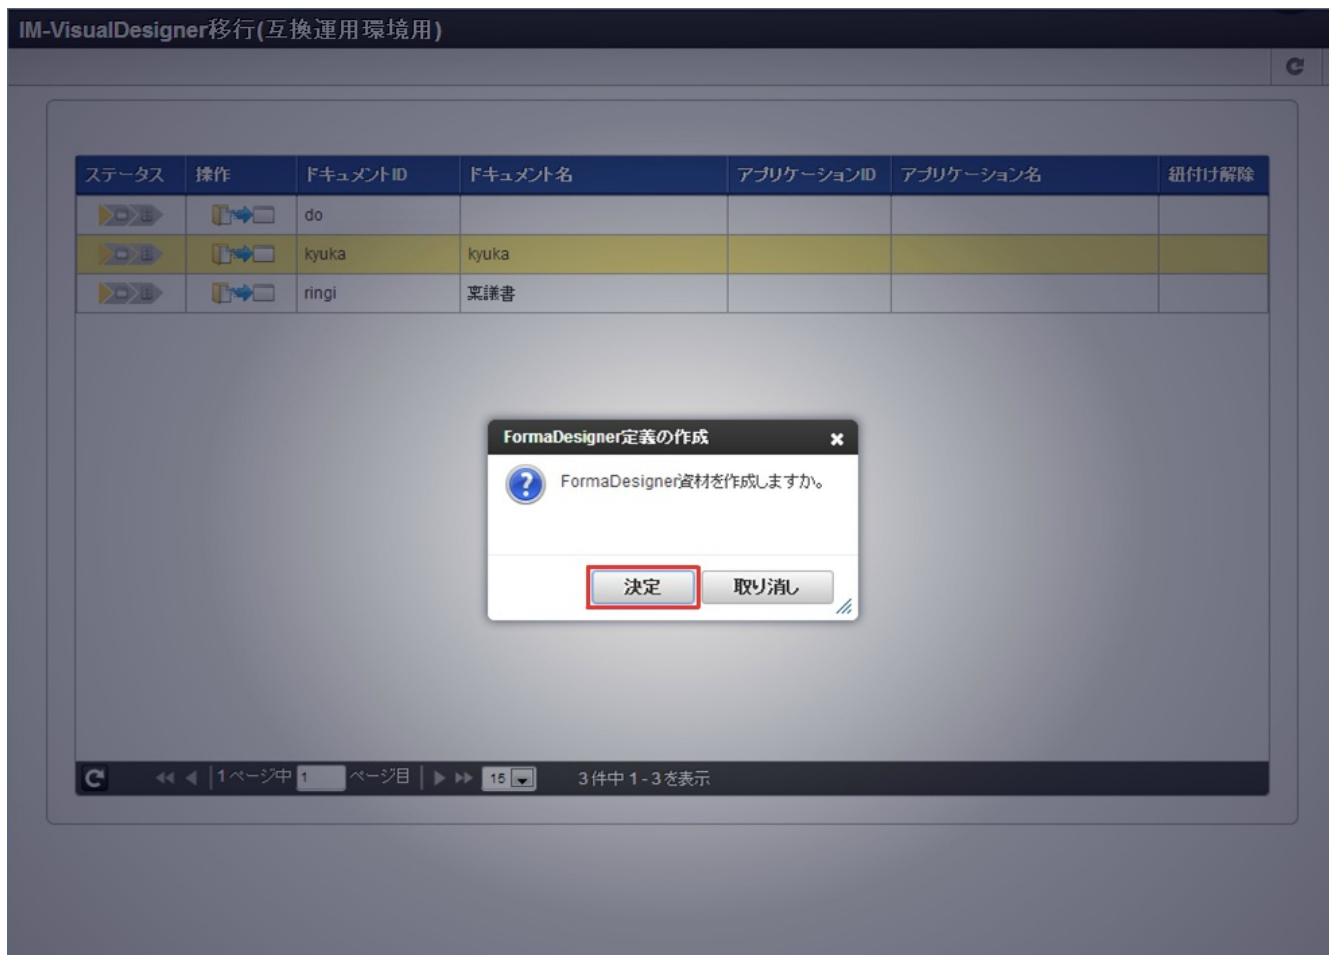 IM-VisualDesigner移行(互換運用環境用)
ステータス 操作 ドキュメントID ドキュメント名 アプリケーションID アプリケーション名 紐付け解除
do
kyuka kyuka
ringi 稟議書
FormaDesigner定義の作成
FormaDesigner資材を作成しますか。
決定 取り消し
1ページ中 1 ページ目 15 3件中 1 - 3 を表示